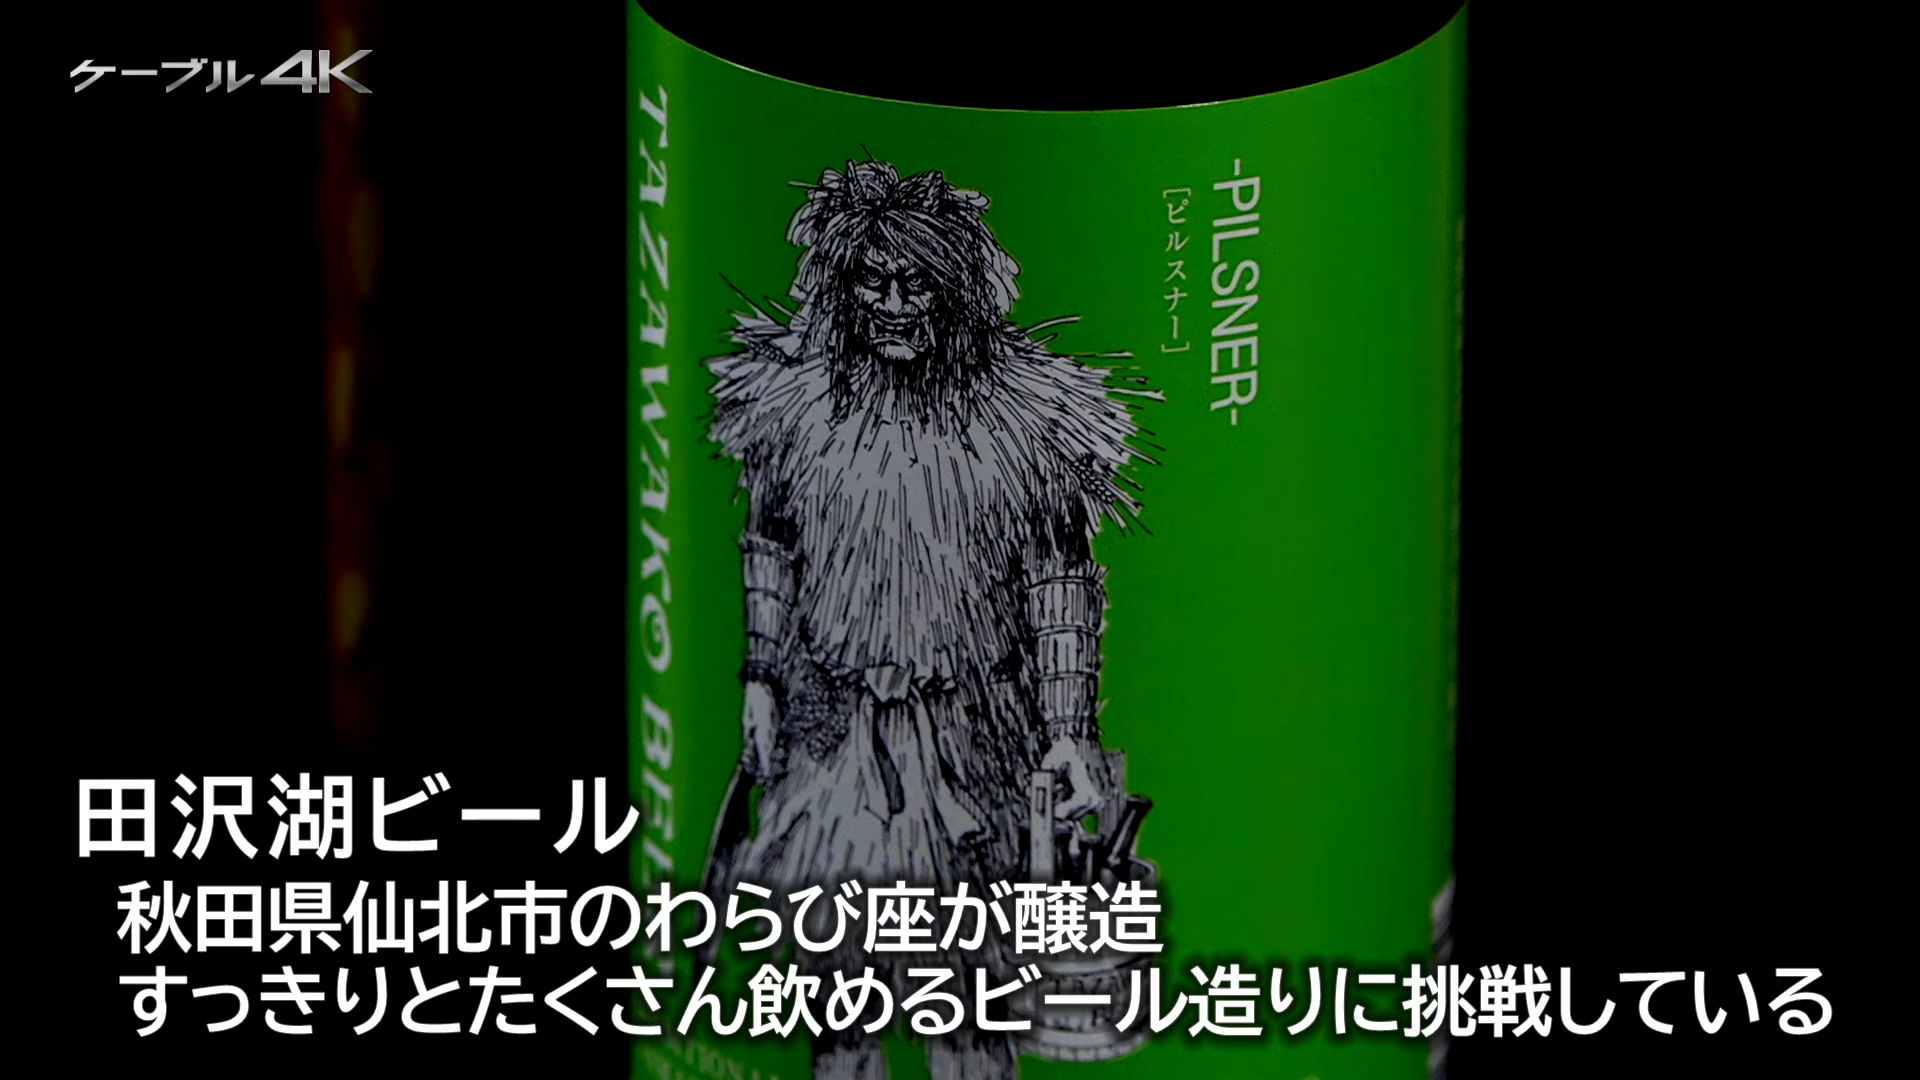 ケーブル4K
TAZAWAKO BEER
-PILSNER-
[ピルスナー]
田沢湖ビール
秋田県仙北市のわらび座が醸造
すっきりとたくさん飲めるビール造りに挑戦している